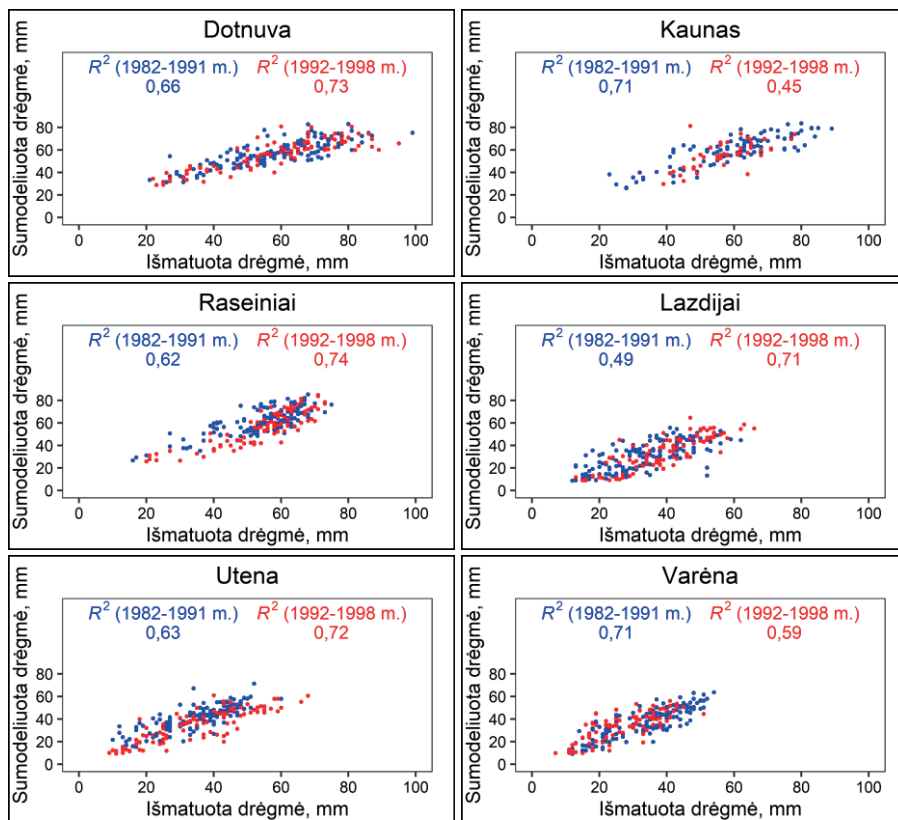 Dotnuva
Sumodeliuota drėgmė, mm
R² (1982-1991 m.) R² (1992-1998 m.)
0,66 0,73
80
60
40
20
0
0 20 40 60 80 100
Išmatuota drėgmė, mm
Kaunas
Sumodeliuota drėgmė, mm
R² (1982-1991 m.) R² (1992-1998 m.)
0,71 0,45
80
60
40
20
0
0 20 40 60 80 100
Išmatuota drėgmė, mm
Raseiniai
Sumodeliuota drėgmė, mm
R² (1982-1991 m.) R² (1992-1998 m.)
0,62 0,74
80
60
40
20
0
0 20 40 60 80 100
Išmatuota drėgmė, mm
Lazdijai
Sumodeliuota drėgmė, mm
R² (1982-1991 m.) R² (1992-1998 m.)
0,49 0,71
80
60
40
20
0
0 20 40 60 80 100
Išmatuota drėgmė, mm
Utena
Sumodeliuota drėgmė, mm
R² (1982-1991 m.) R² (1992-1998 m.)
0,63 0,72
80
60
40
20
0
0 20 40 60 80 100
Išmatuota drėgmė, mm
Varėna
Sumodeliuota drėgmė, mm
R² (1982-1991 m.) R² (1992-1998 m.)
0,71 0,59
80
60
40
20
0
0 20 40 60 80 100
Išmatuota drėgmė, mm